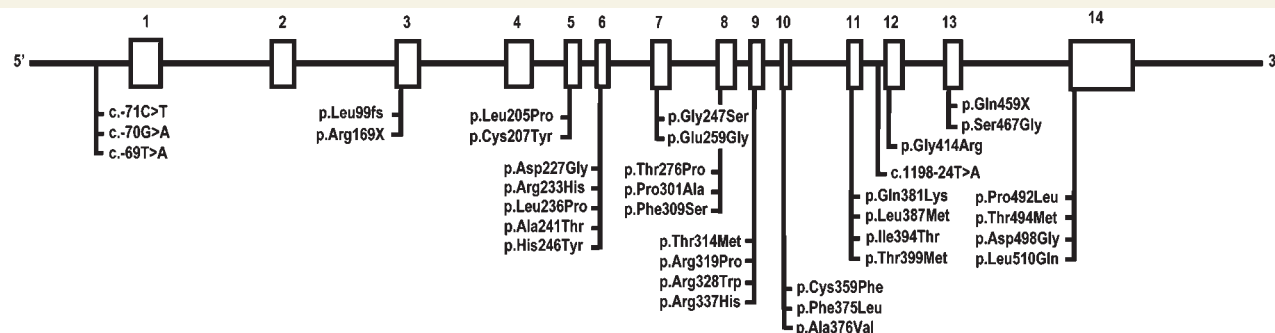 1 2 3 4 5 6 7 8 9 10 11 12 13 14
5' 3
c.-71C>T
c.-70G>A
c.-69T>A
p.Leu99fs
p.Arg169X
p.Leu205Pro
p.Cys207Tyr
p.Asp227Gly
p.Arg233His
p.Leu236Pro
p.Ala241Thr
p.His246Tyr
p.Gly247Ser
p.Glu259Gly
p.Thr276Pro
p.Pro301Ala
p.Phe309Ser
p.Thr314Met
p.Arg319Pro
p.Arg328Trp
p.Arg337His
p.Cys359Phe
p.Phe375Leu
p.Ala376Val
p.Gln381Lys
p.Leu387Met
p.Ile394Thr
p.Thr399Met
c.1198-24T>A
p.Gly414Arg
p.Gln459X
p.Ser467Gly
p.Pro492Leu
p.Thr494Met
p.Asp498Gly
p.Leu510Gln